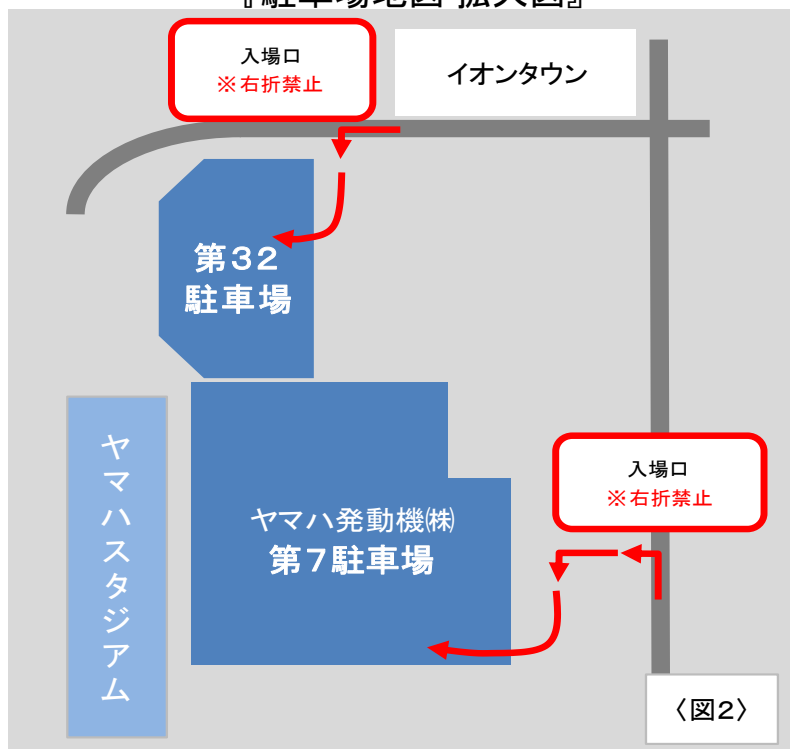 『駐車場地図 拡大図』
入場口
※右折禁止
イオンタウン
第32
駐車場
ヤマハスタジアム
ヤマハ発動機㈱
第7駐車場
入場口
※右折禁止
〈図2〉